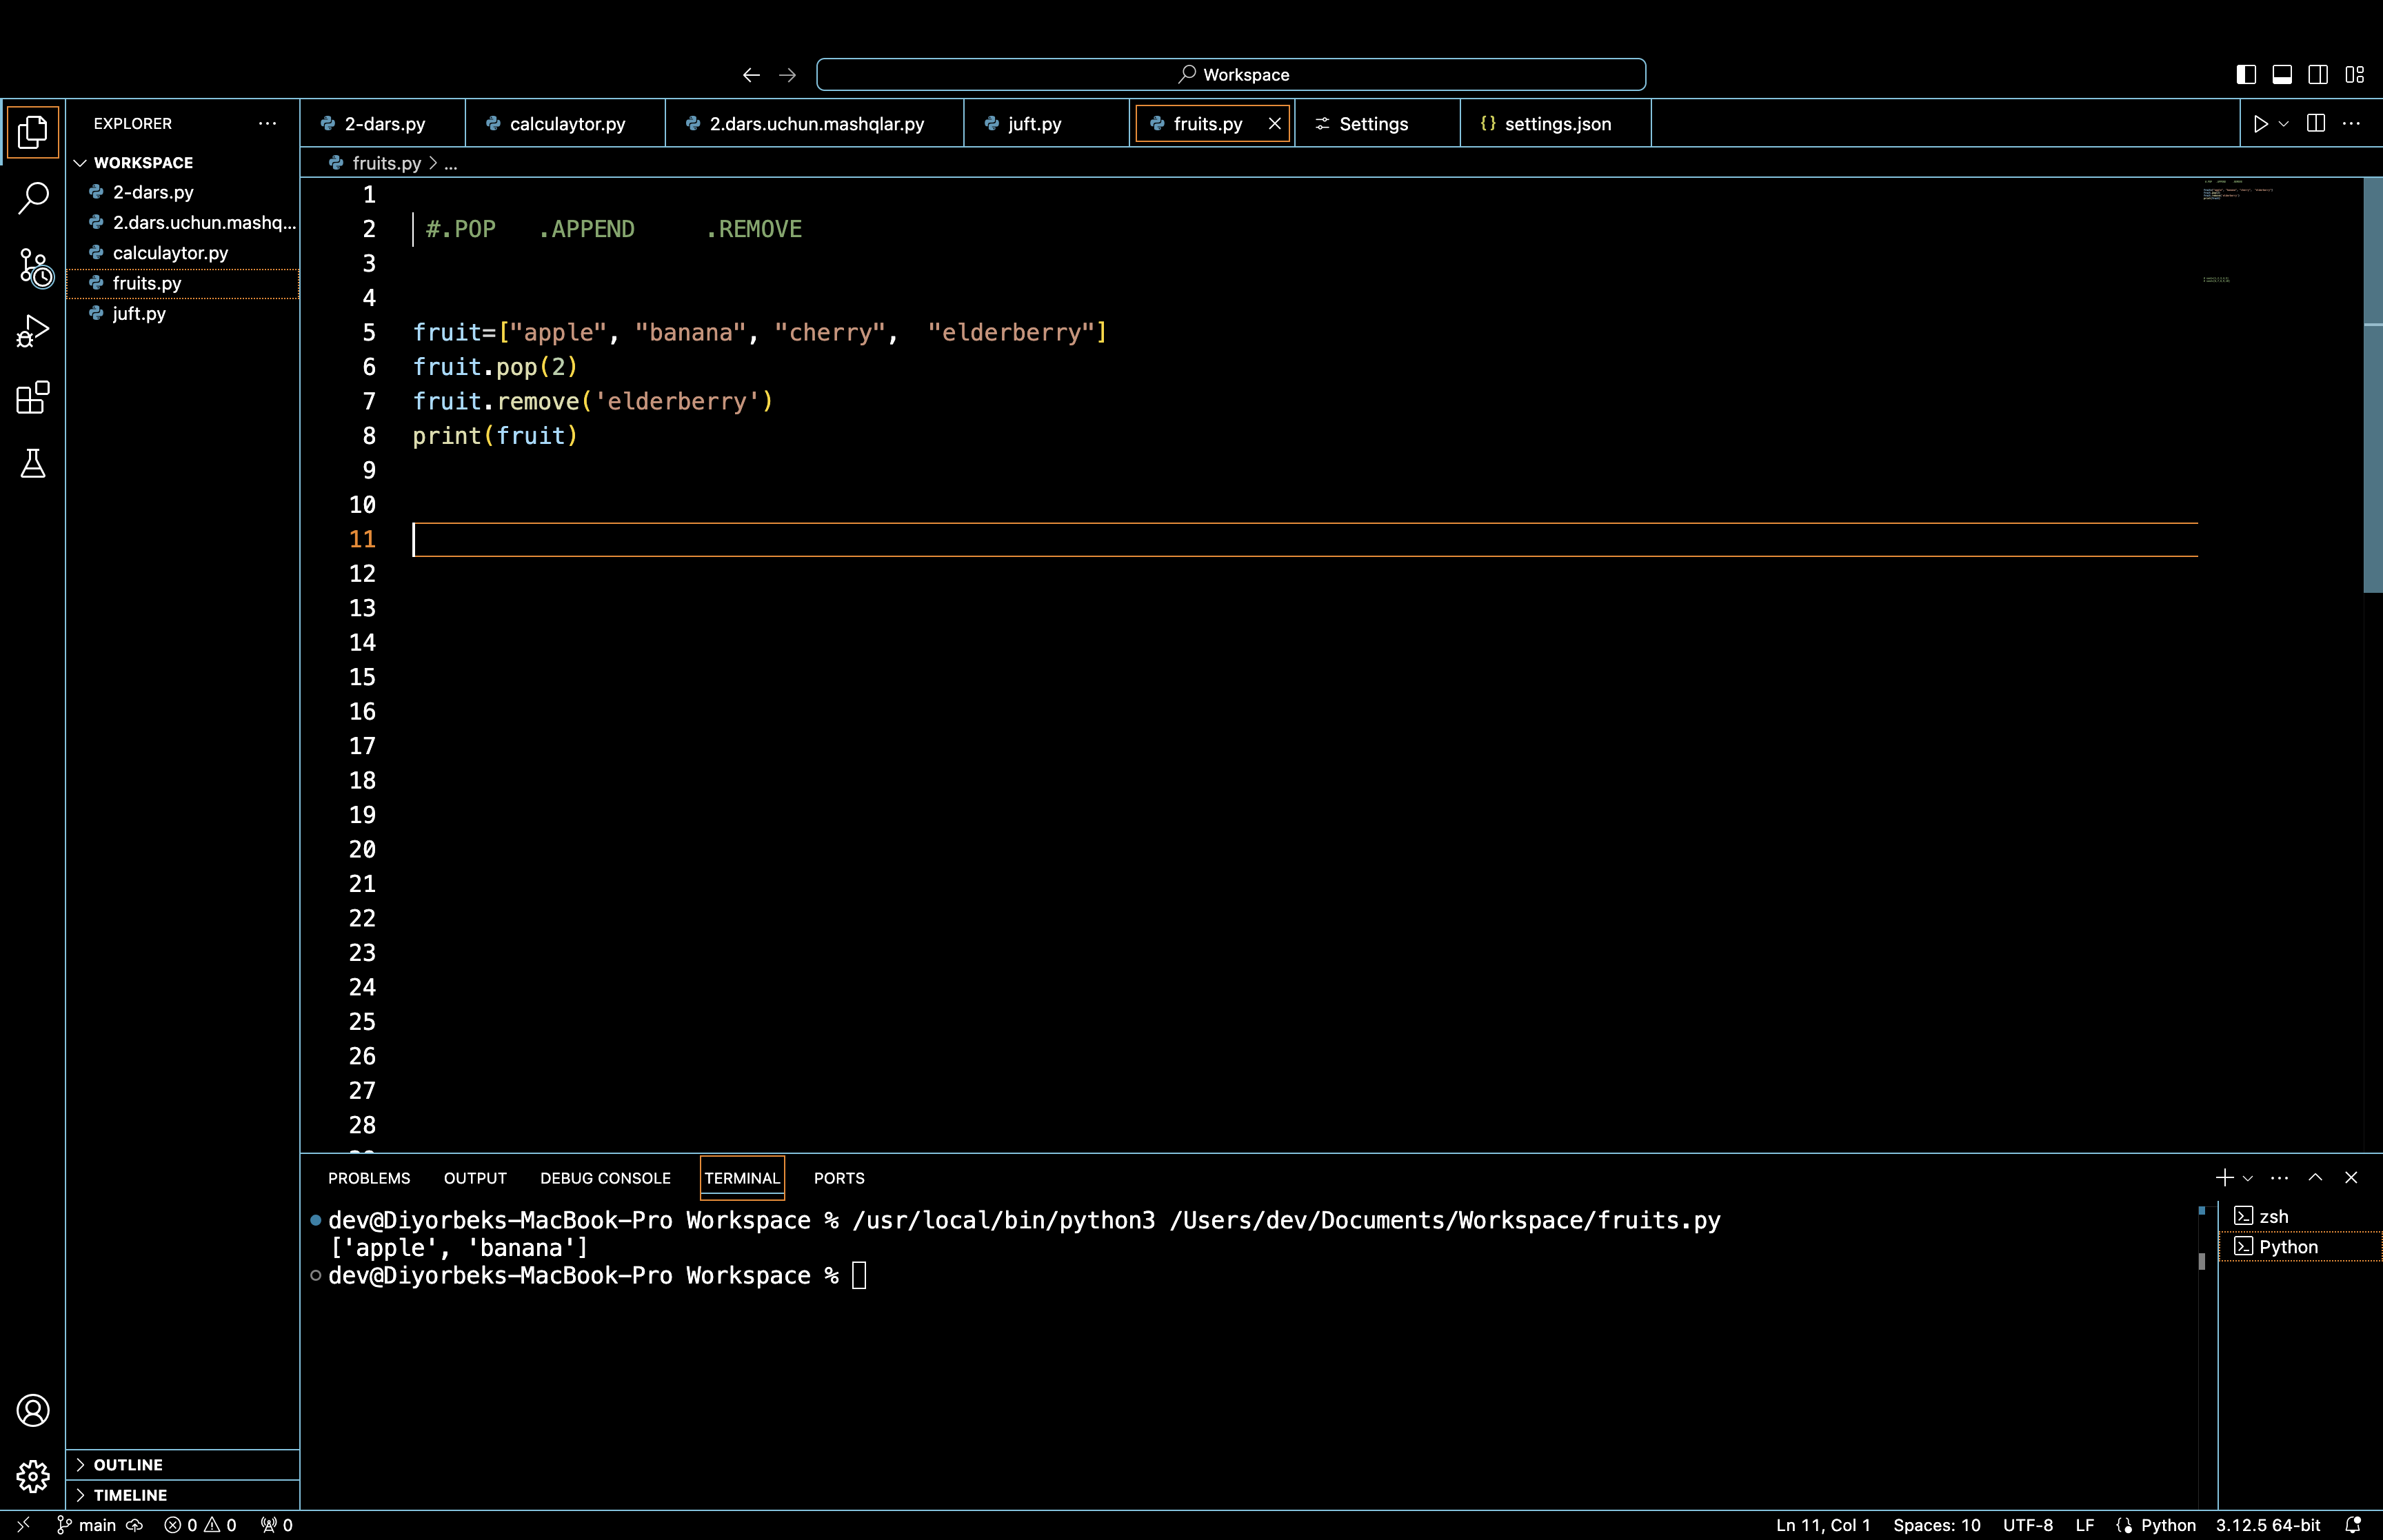 Workspace
EXPLORER
WORKSPACE
2-dars.py
2.dars.uchun.mashq...
calculaytor.py
fruits.py
juft.py
OUTLINE
TIMELINE
2-dars.py
calculaytor.py
2.dars.uchun.mashqlar.py
juft.py
fruits.py
Settings
{} settings.json
fruits.py > ...
1
2 #.POP .APPEND .REMOVE
3
4
5 fruit=["apple", "banana", "cherry", "elderberry"]
6 fruit.pop(2)
7 fruit.remove('elderberry')
8 print(fruit)
9
10
11
12
13
14
15
16
17
18
19
20
21
22
23
24
25
26
27
28
PROBLEMS OUTPUT DEBUG CONSOLE TERMINAL PORTS
dev@Diyorbeks-MacBook-Pro Workspace % /usr/local/bin/python3 /Users/dev/Documents/Workspace/fruits.py
['apple', 'banana']
dev@Diyorbeks-MacBook-Pro Workspace %
zsh
Python
main 0 0 0
Ln 11, Col 1 Spaces: 10 UTF-8 LF Python 3.12.5 64-bit